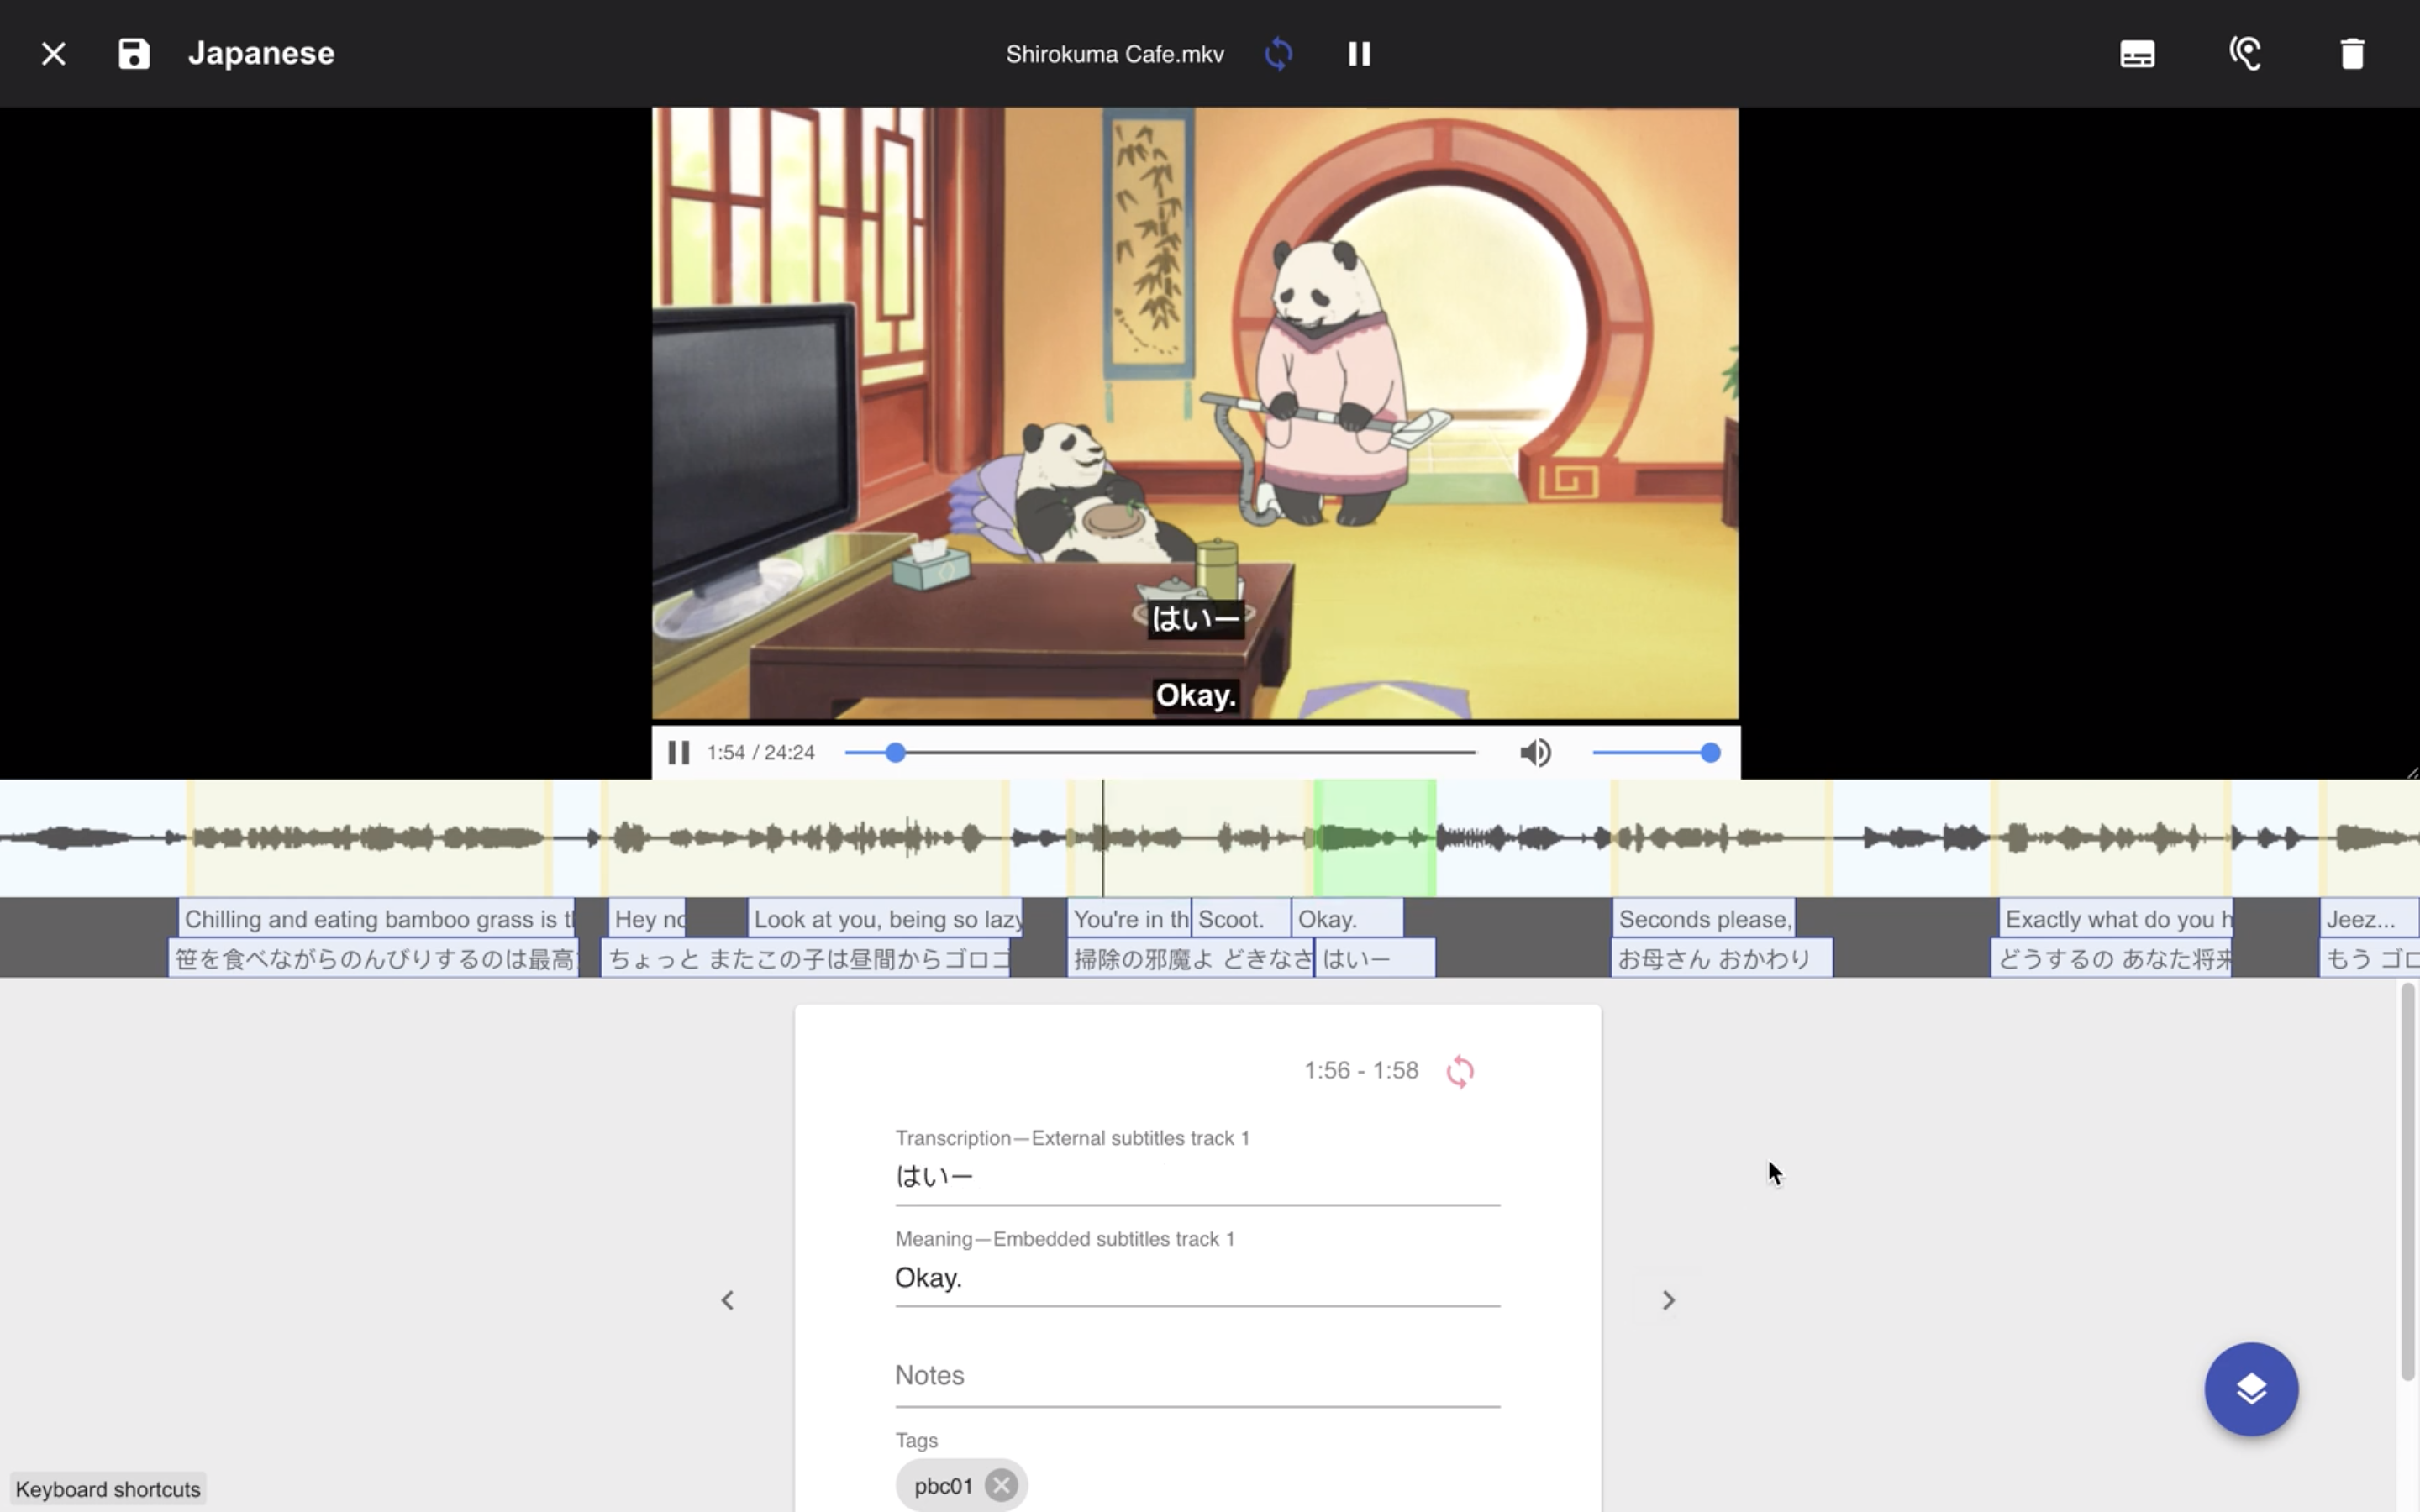 Japanese
Shirokuma Cafe.mkv
はいー
Okay.
1:54 / 24:24
Chilling and eating bamboo grass is
Hey
Look at you, being so lazy
You're in
Scoot.
Okay.
Seconds please,
Exactly what do you
Jeez...
笹を食べながらのんびりするのは最高
ちょっと またこの子は昼間からゴロゴ
掃除の邪魔よ どきなさ
はいー
お母さん おかわり
どうするの あなた将来
もう ゴロ
1:56 - 1:58
Transcription—External subtitles track 1
はいー
Meaning—Embedded subtitles track 1
Okay.
Notes
Tags
pbc01
Keyboard shortcuts